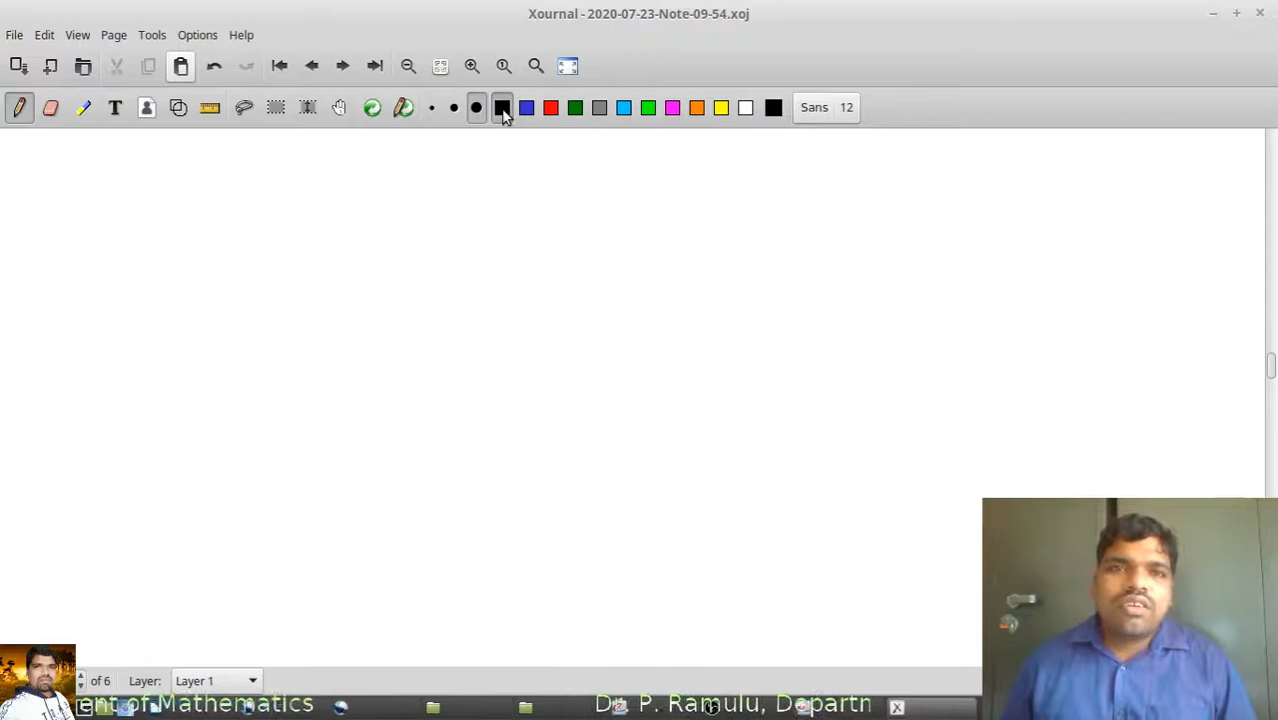 Xournal - 2020-07-23-Note-09-54.xoj
File Edit View Page Tools Options Help
T Sans 12
of 6 Layer: Layer 1
ent of Mathematics Dr. P. Ramulu, Departn